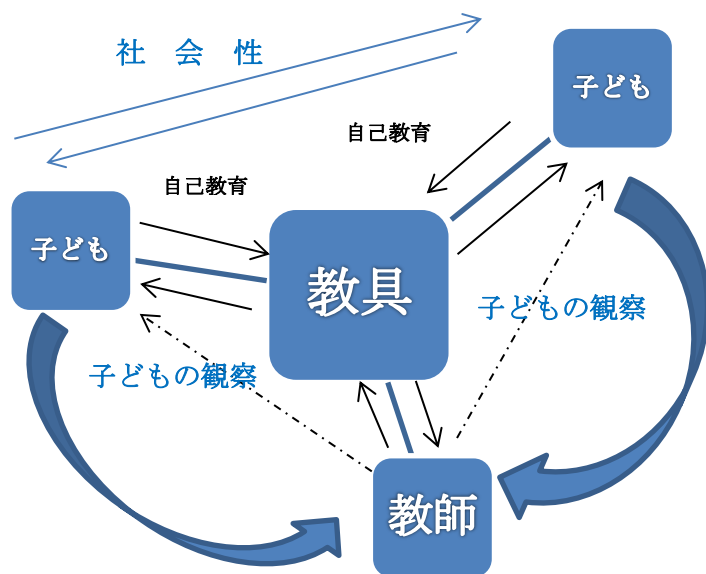 社 会 性
子ども
自己教育
自己教育
子ども
教具
子どもの観察
子どもの観察
教師